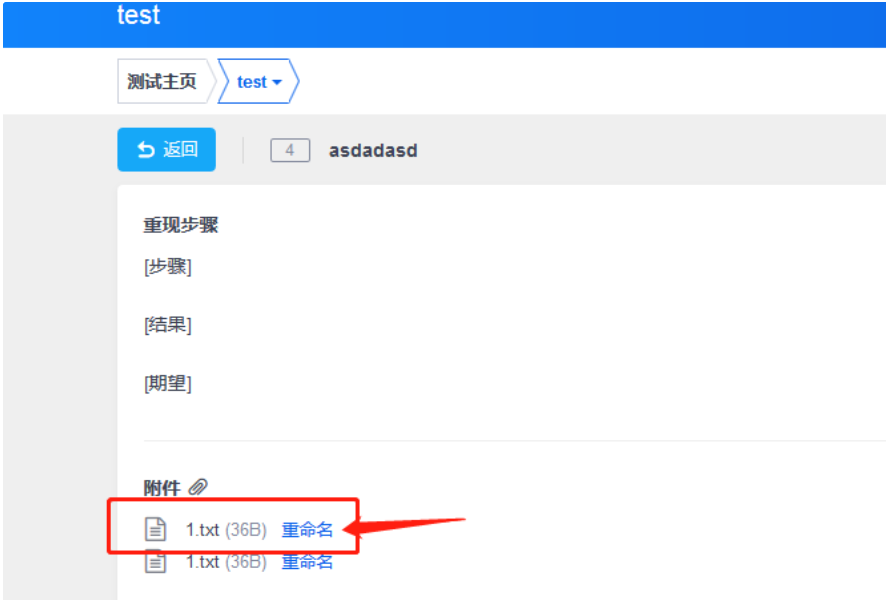 test
测试主页 test
返回 4 asdadasd
重现步骤
[步骤]
[结果]
[期望]
附件
1.txt (36B) 重命名
1.txt (36B) 重命名